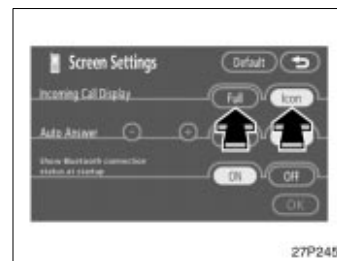 Screen Settings
Default
Incoming Call Display
Full
Icon
Auto Answer
- +
Show Bluetooth connection
status at startup
ON
OFF
OK
27P245